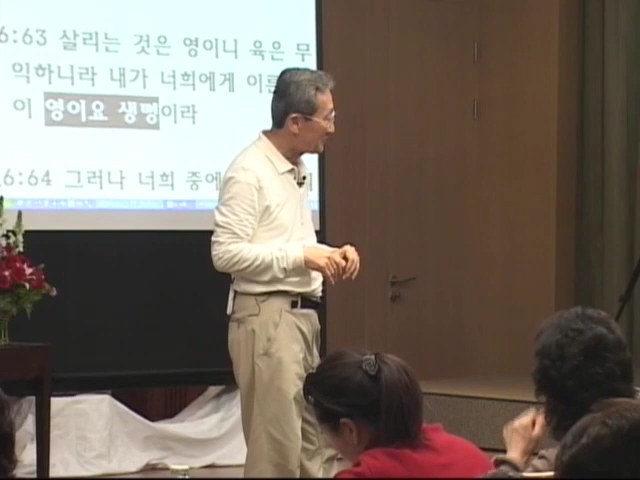 6:63 살리는 것은 영이니 육은 무
익하니라 내가 너희에게 이른
이 영이요 생명이라
6:64 그러나 너희 중에